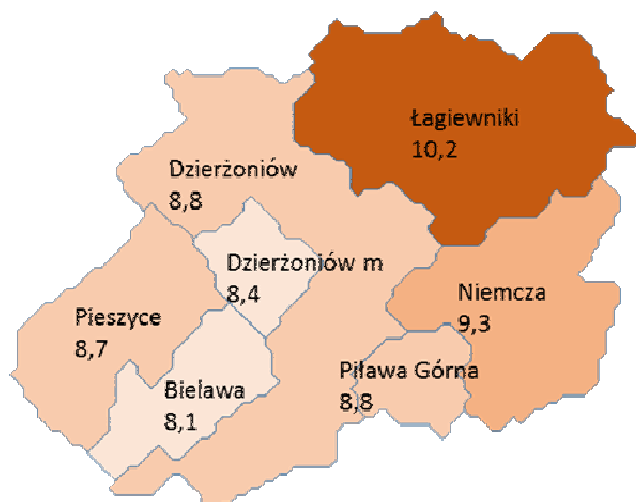 Łagiewniki
10,2
Dzierżoniów
8,8
Dzierżoniów m
8,4
Niemcza
9,3
Pieszyce
8,7
Piława Górna
8,8
Bielawa
8,1